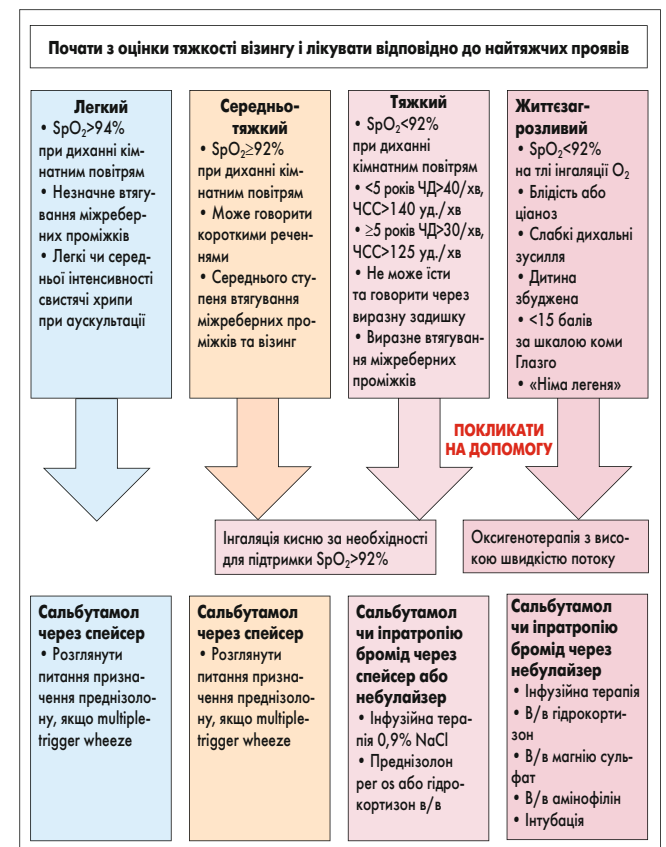 Почати з оцінки тяжкості візингу і лікувати відповідно до найтяжчих проявів
Легкий
• SpO₂>94%
при диханні кім-
натним повітрям
• Незначне втягу-
вання міжребер-
них проміжків
• Легкі чи серед-
ньої інтенсивності
свистячі хрипи
при аускультації
Середньо-
тяжкий
• SpO₂≥92%
при диханні кім-
натним повітрям
• Може говорити
короткими речен-
нями
• Середнього сту-
пеня втягування
міжреберних про-
міжків та візинг
Тяжкий
• SpO₂<92%
при диханні
кімнатним повітрям
• <5 років ЧД>40/хв,
ЧСС>140 уд./хв
• ≥5 років ЧД>30/хв,
ЧСС>125 уд./хв
• Не може їсти
та говорити через
виразну задишку
• Виразне втягуван-
ня міжреберних
проміжків
Життєзаг-
розливий
• SpO₂<92%
на тлі інгаляції O₂
• Блідість або
ціаноз
• Слабкі дихальні
зусилля
• Дитина
збуджена
• <15 балів
за шкалою коми
Глазго
• «Німа легеня»
ПОКЛИКАТИ
НА ДОПОМОГУ
Інгаляція кисню за необхідності
для підтримки SpO₂>92%
Оксигенотерапія з висо-
кою швидкістю потоку
Сальбутамол
через спейсер
• Розглянути
питання призна-
чення преднізоло-
ну, якщо multiple-
trigger wheeze
Сальбутамол
через спейсер
• Розглянути
питання призна-
чення преднізоло-
ну, якщо multiple-
trigger wheeze
Сальбутамол
чи іпратропію
бромід через
спейсер або
небулайзер
• Інфузійна тера-
пія 0,9% NaCl
• Преднізолон
per os або гідро-
кортизон в/в
Сальбутамол
чи іпратропію
бромід через
небулайзер
• Інфузійна терапія
• В/в гідрокорти-
зон
• В/в магнію суль-
фат
• В/в амінофілін
• Інтубація